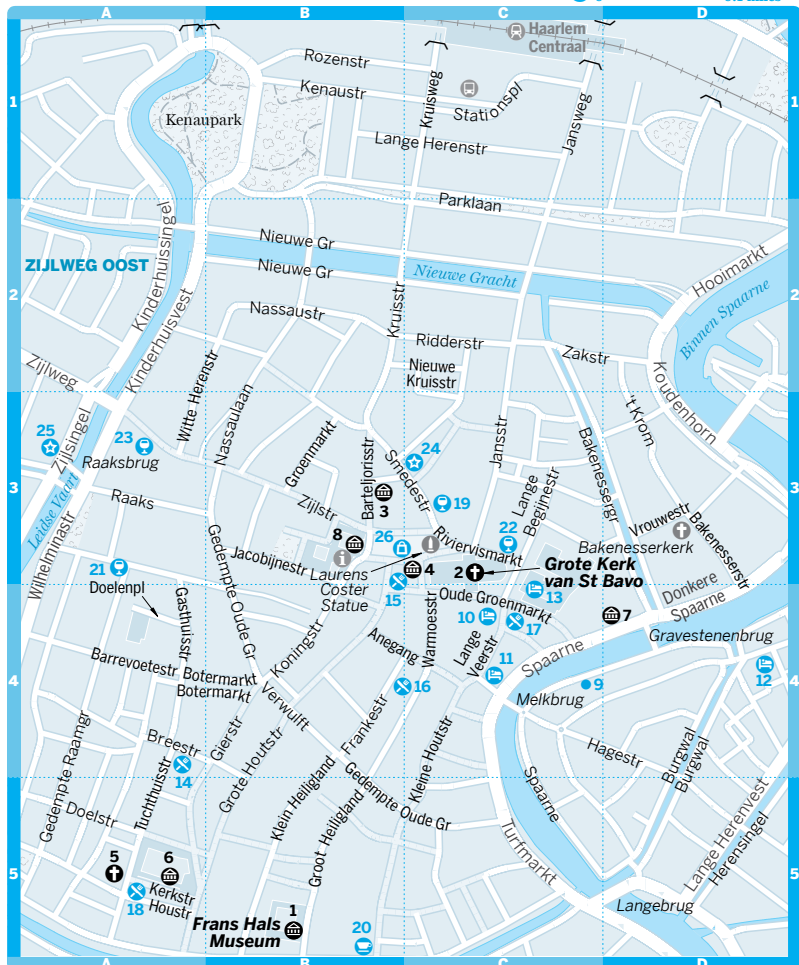 A
B
C
D
Haarlem
Centraal
Rozenstr
Kenaustr
Kruisweg
Stationspl
Jansweg
1
1
Kenaupark
Lange Herenstr
Parklaan
Kinderhuissingel
Nieuwe Gr
ZIJLWEG OOST
Nieuwe Gr
Nieuwe Gracht
Hooimarkt
2
2
Kinderhuisvest
Nassaustr
Kruisstr
Binnen Spaarne
Ridderstr
Zakstr
Zijlweg
Nieuwe
Kruisstr
Koudenhorn
Witte Herenstr
Nassaulaan
't Krom
25
23
Zijlsingel
Raaksbrug
Groenmarkt
Barteljorisstr
24
Smedestr
Jansstr
Bakenessergr
3
3
Leidse Vaart
Raaks
Zijlstr
3
19
Lange
Begijnestr
Vrouwestr
Bakenesserstr
Wilhelminastr
8
26
Riviervismarkt
22
Bakenesserkerk
Gedempte Oude Gr
Jacobijnestr
Laurens
Coster
Statue
4
2
Grote Kerk
van St Bavo
21
Doelenpl
15
Oude Groenmarkt
13
Donkere
Spaarne
Gasthuisstr
10
17
7
Gravestenenbrug
Koningstr
Anegang
Warmoesstr
Lange
Veerstr
11
Spaarne
12
Barrevoetestr
Botermarkt
Botermarkt
4
4
16
9
Melkbrug
Verwulft
Frankestr
Breestr
Gierstr
Kleine Houtstr
Hagestr
Burgwal
Burgwal
14
Gedempte Raamgr
Tuchthuisstr
Grote Houtstr
Klein Heiligland
Gedempte Oude Gr
Spaarne
Doelstr
Groot Heiligland
Turfmarkt
Lange Herenvest
Herensingel
5
6
5
5
18
Kerkstr
Houstr
1
Frans Hals
Museum
20
Langebrug
A
B
C
D